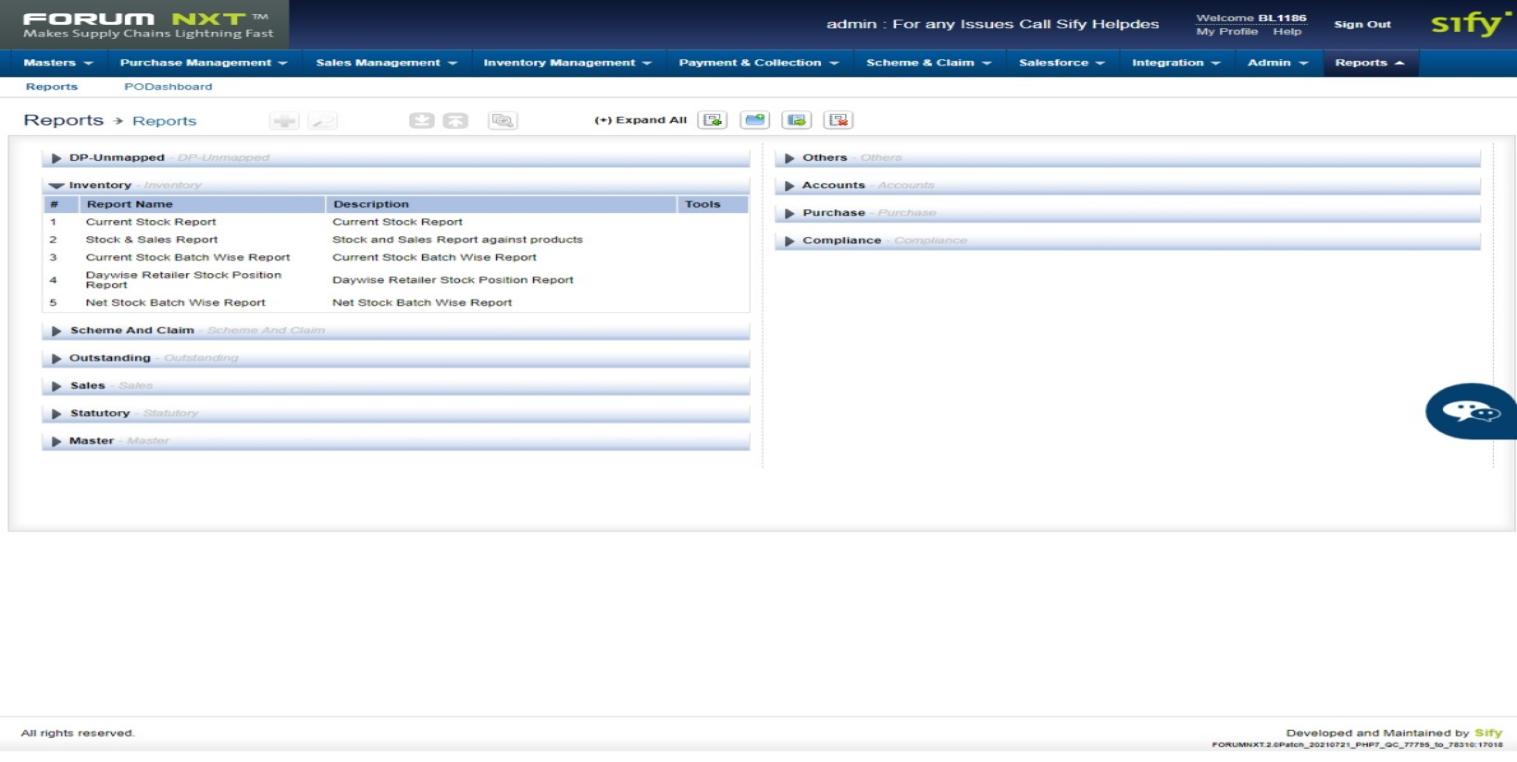 FORUM NXT™
Makes Supply Chains Lightning Fast
admin : For any Issues Call Sify Helpdes
Welcome BL1186
My Profile Help
Sign Out
sify
Masters Purchase Management Sales Management Inventory Management Payment & Collection Scheme & Claim Salesforce Integration Admin Reports
Reports PODashboard
Reports → Reports
(+) Expand All
DP-Unmapped - DP-Unmapped
Inventory - Inventory
# Report Name Description Tools
1 Current Stock Report Current Stock Report
2 Stock & Sales Report Stock and Sales Report against products
3 Current Stock Batch Wise Report Current Stock Batch Wise Report
4 Daywise Retailer Stock Position Report Daywise Retailer Stock Position Report
5 Net Stock Batch Wise Report Net Stock Batch Wise Report
Scheme And Claim - Scheme And Claim
Outstanding - Outstanding
Sales - Sales
Statutory - Statutory
Master - Master
Others - Others
Accounts - Accounts
Purchase - Purchase
Compliance - Compliance
All rights reserved.
Developed and Maintained by Sify
FORUMNXT.2.0Patch_20210721_PHP7_QC_77795_to_78310:17018